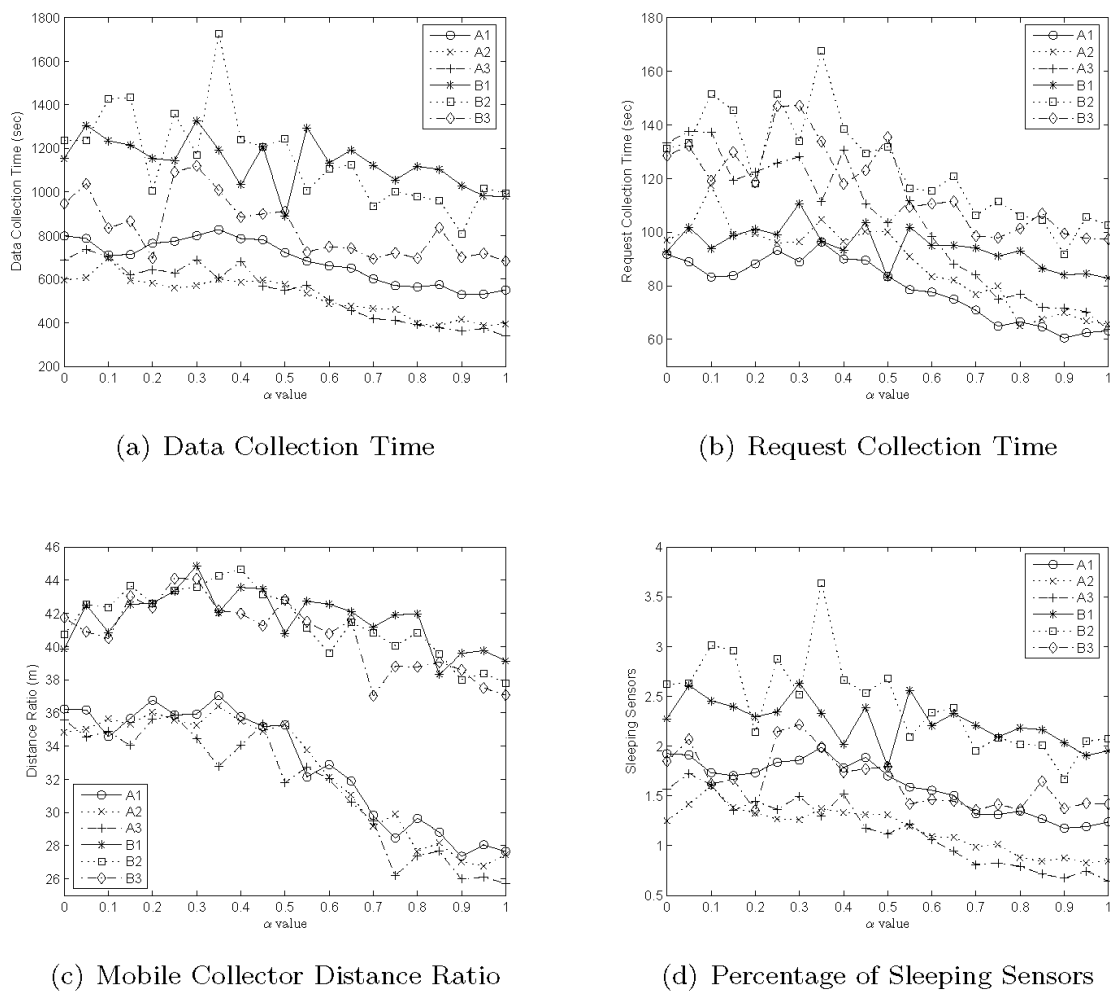 1800
1600
1400
1200
1000
8000
600
400
200
Data Collection Time (sec)
0 0.1 0.2 0.3 0.4 0.5 0.6 0.7 0.8 0.9 1
α value
A1
A2
A3
B1
B2
B3
(a) Data Collection Time
180
160
140
120
100
80
60
Request Collection Time (sec)
0 0.1 0.2 0.3 0.4 0.5 0.6 0.7 0.8 0.9 1
α value
A1
A2
A3
B1
B2
B3
(b) Request Collection Time
46
44
42
40
38
36
34
32
30
28
26
Distance Ratio (m)
0 0.1 0.2 0.3 0.4 0.5 0.6 0.7 0.8 0.9 1
α value
A1
A2
A3
B1
B2
B3
(c) Mobile Collector Distance Ratio
4
3.5
3
2.5
2
1.5
1
0.5
Sleeping Sensors
0 0.1 0.2 0.3 0.4 0.5 0.6 0.7 0.8 0.9 1
α value
A1
A2
A3
B1
B2
B3
(d) Percentage of Sleeping Sensors